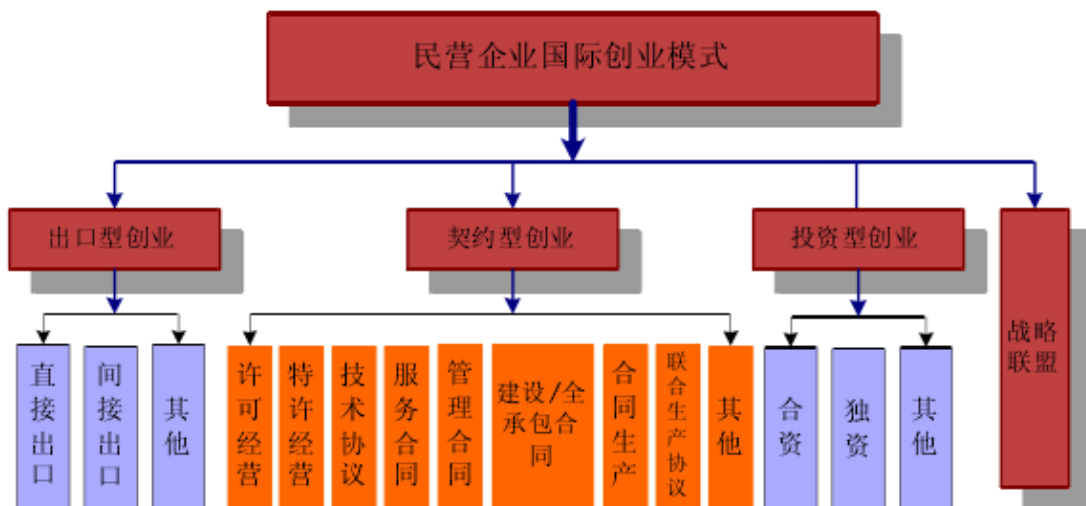 民营企业国际创业模式
出口型创业
契约型创业
投资型创业
战略
联盟
直接出口
间接出口
其他
许可经营
特许经营
技术协议
服务合同
管理合同
建设/全
承包合
同
合同生产
联合生产协议
其他
合资
独资
其他